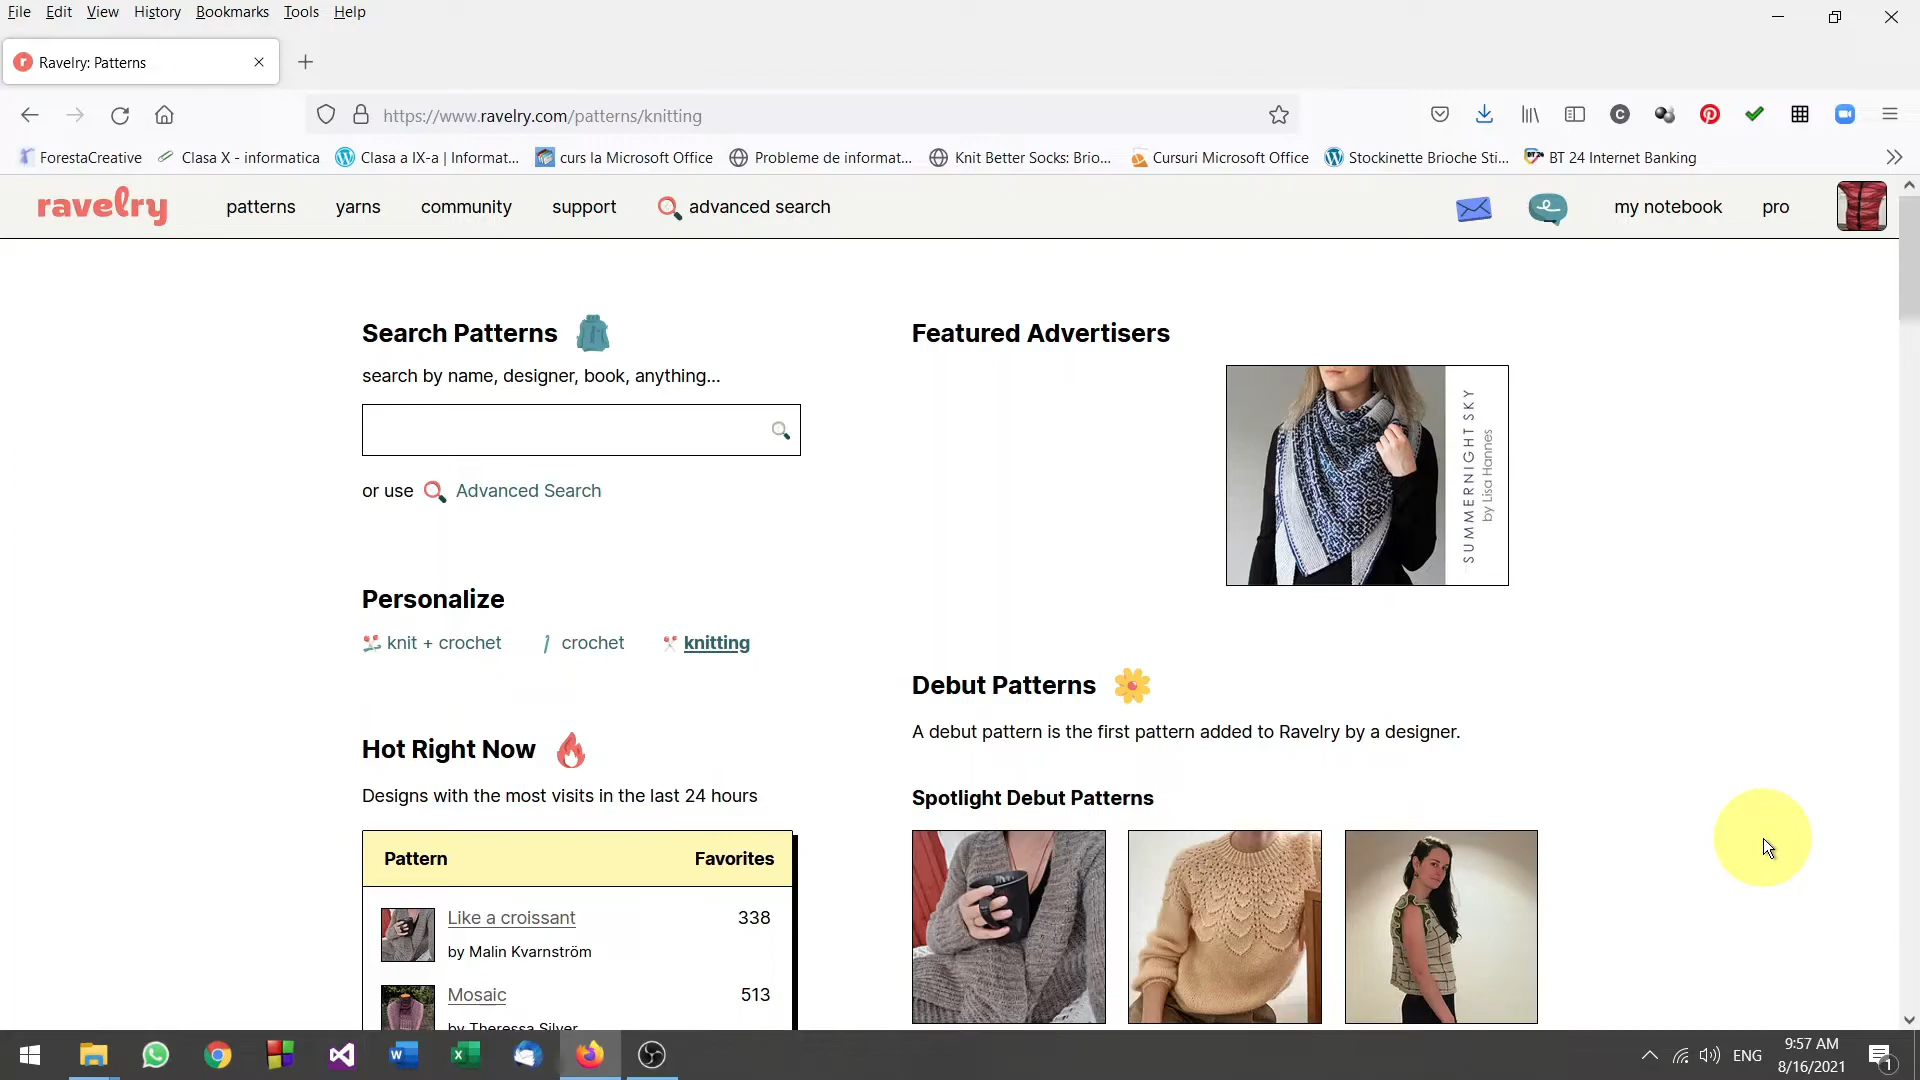 File Edit View History Bookmarks Tools Help
r Ravelry: Patterns
https://www.ravelry.com/patterns/knitting
ForestaCreative Clasa X - informatica Clasa a IX-a | Informat... curs la Microsoft Office Probleme de informat... Knit Better Socks: Brio... Cursuri Microsoft Office Stockinette Brioche Sti... BT 24 Internet Banking
ravelry patterns yarns community support advanced search my notebook pro
Search Patterns
search by name, designer, book, anything...
or use Advanced Search
Personalize
knit + crochet crochet knitting
Hot Right Now
Designs with the most visits in the last 24 hours
Pattern Favorites
Like a croissant 338
by Malin Kvarnström
Mosaic 513
by Theressa Silver
Featured Advertisers
SUMMERNIGHT SKY
by Lisa Hannes
Debut Patterns
A debut pattern is the first pattern added to Ravelry by a designer.
Spotlight Debut Patterns
ENG
9:57 AM
8/16/2021
1